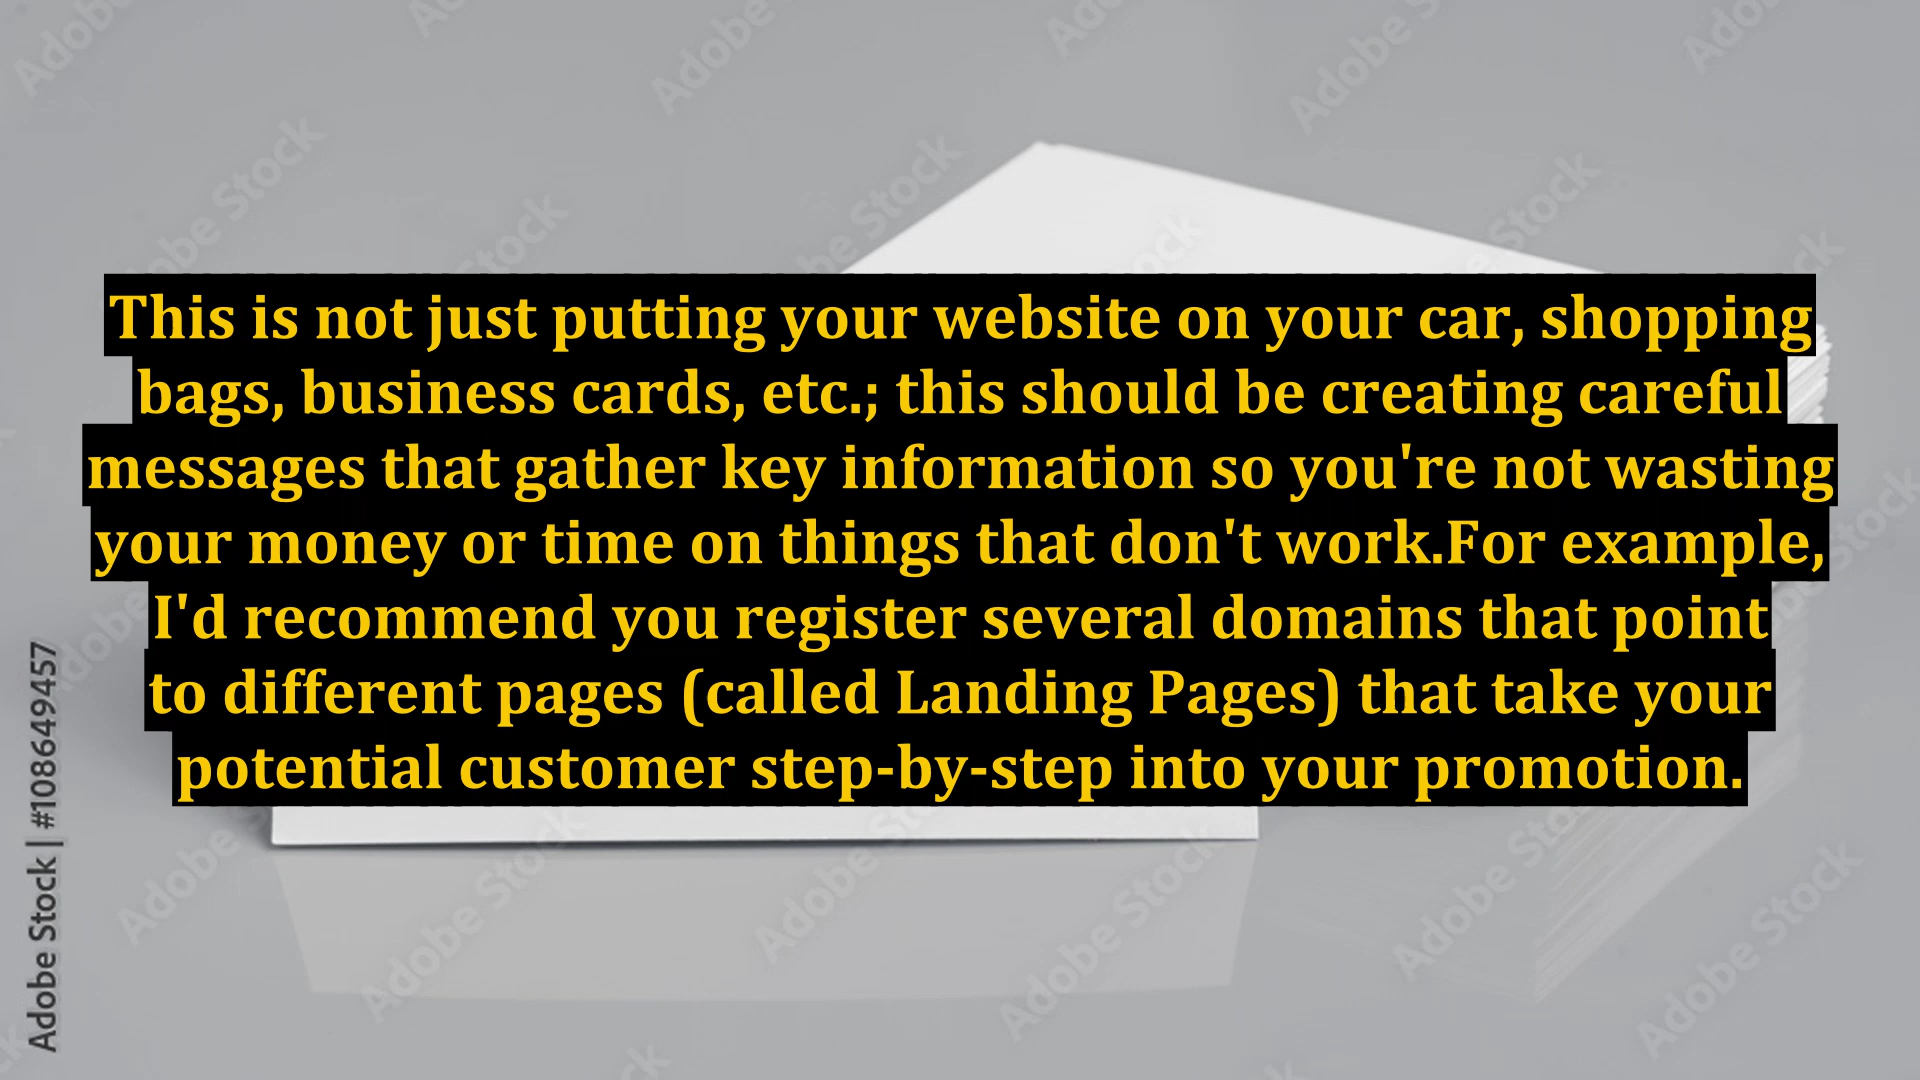 This is not just putting your website on your car, shopping
bags, business cards, etc.; this should be creating careful
messages that gather key information so you're not wasting
your money or time on things that don't work.For example,
I'd recommend you register several domains that point
to different pages (called Landing Pages) that take your
potential customer step-by-step into your promotion.
Adobe Stock | #108649457
Adobe Stock